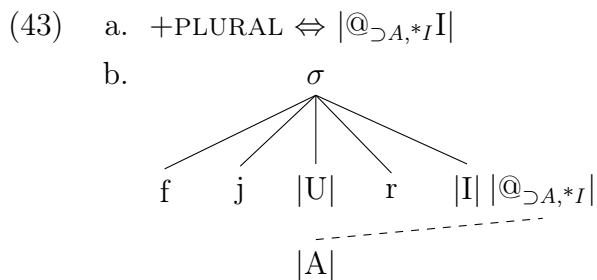 (43) a. +PLURAL ⇔ |@⊃A,*I I|
b. σ
f j |U| r |I| |@⊃A,*I|
|A|